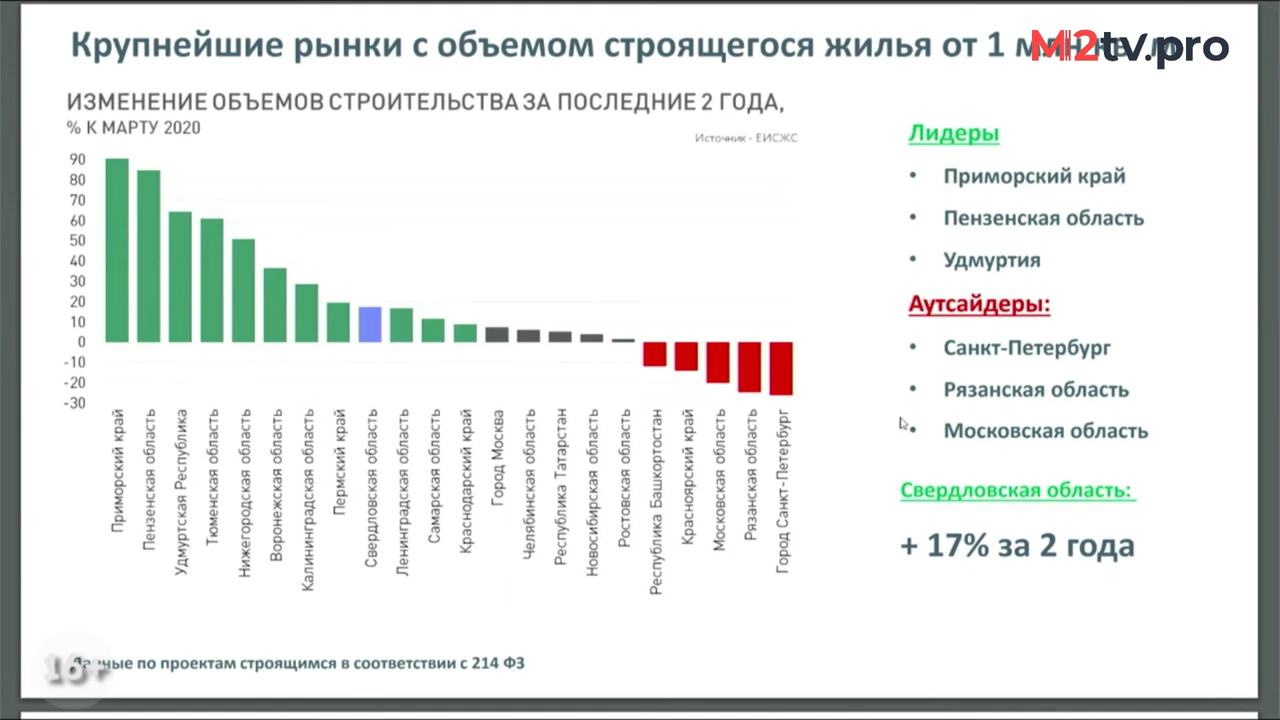 Крупнейшие рынки с объемом строящегося жилья от 1 млн
M2tv.pro
ИЗМЕНЕНИЕ ОБЪЕМОВ СТРОИТЕЛЬСТВА ЗА ПОСЛЕДНИЕ 2 ГОДА,
% К МАРТУ 2020
Источник - ЕИСЖС
90
80
70
60
50
40
30
20
10
0
-10
-20
-30
Приморский край
Пензенская область
Удмуртская Республика
Тюменская область
Нижегородская область
Воронежская область
Калининградская область
Пермский край
Свердловская область
Ленинградская область
Самарская область
Краснодарский край
Город Москва
Челябинская область
Республика Татарстан
Новосибирская область
Ростовская область
Республика Башкортостан
Красноярский край
Московская область
Рязанская область
Город Санкт-Петербург
Лидеры
• Приморский край
• Пензенская область
• Удмуртия
Аутсайдеры:
• Санкт-Петербург
• Рязанская область
• Московская область
Свердловская область:
+ 17% за 2 года
Данные по проектам строящимся в соответствии с 214 ФЗ
16+